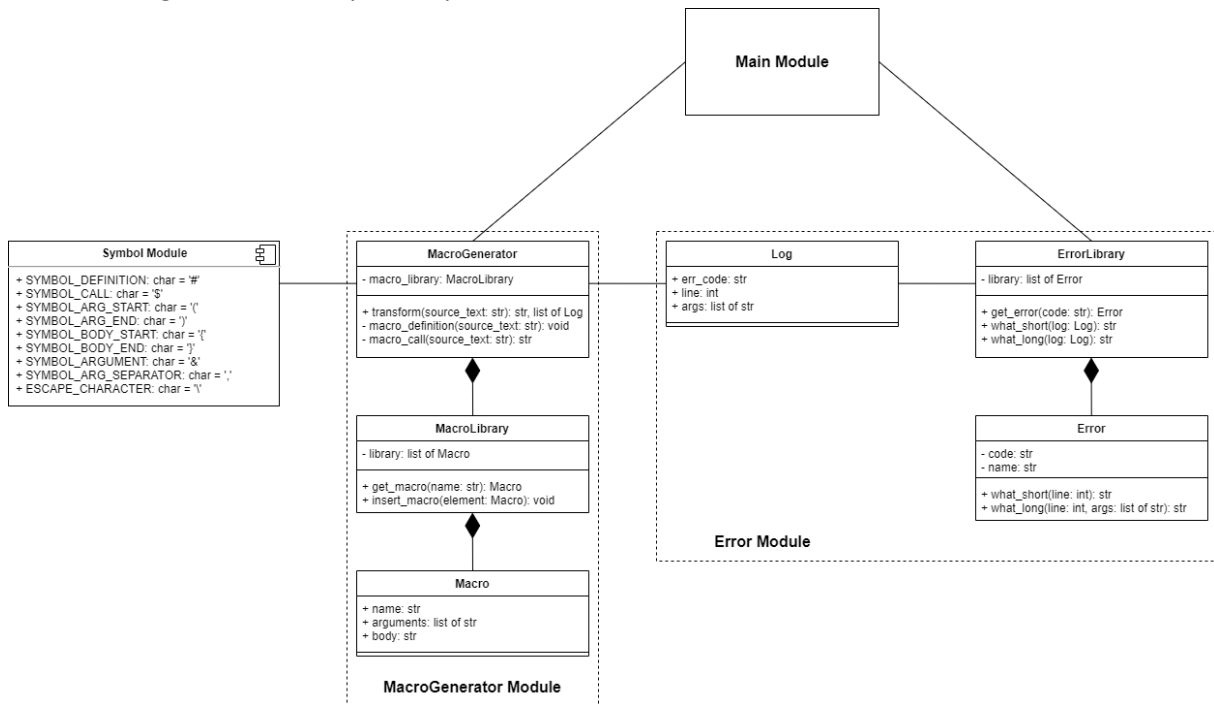 Main Module
Symbol Module
+ SYMBOL_DEFINITION: char = '#'
+ SYMBOL_CALL: char = '$'
+ SYMBOL_ARG_START: char = '('
+ SYMBOL_ARG_END: char = ')'
+ SYMBOL_BODY_START: char = '{'
+ SYMBOL_BODY_END: char = '}'
+ SYMBOL_ARGUMENT: char = '&'
+ SYMBOL_ARG_SEPARATOR: char = ','
+ ESCAPE_CHARACTER: char = '\'
MacroGenerator
- macro_library: MacroLibrary
+ transform(source_text: str): str, list of Log
- macro_definition(source_text: str): void
- macro_call(source_text: str): str
MacroLibrary
- library: list of Macro
+ get_macro(name: str): Macro
+ insert_macro(element: Macro): void
Macro
+ name: str
+ arguments: list of str
+ body: str
MacroGenerator Module
Log
+ err_code: str
+ line: int
+ args: list of str
ErrorLibrary
- library: list of Error
+ get_error(code: str): Error
+ what_short(log: Log): str
+ what_long(log: Log): str
Error
- code: str
- name: str
+ what_short(line: int): str
+ what_long(line: int, args: list of str): str
Error Module